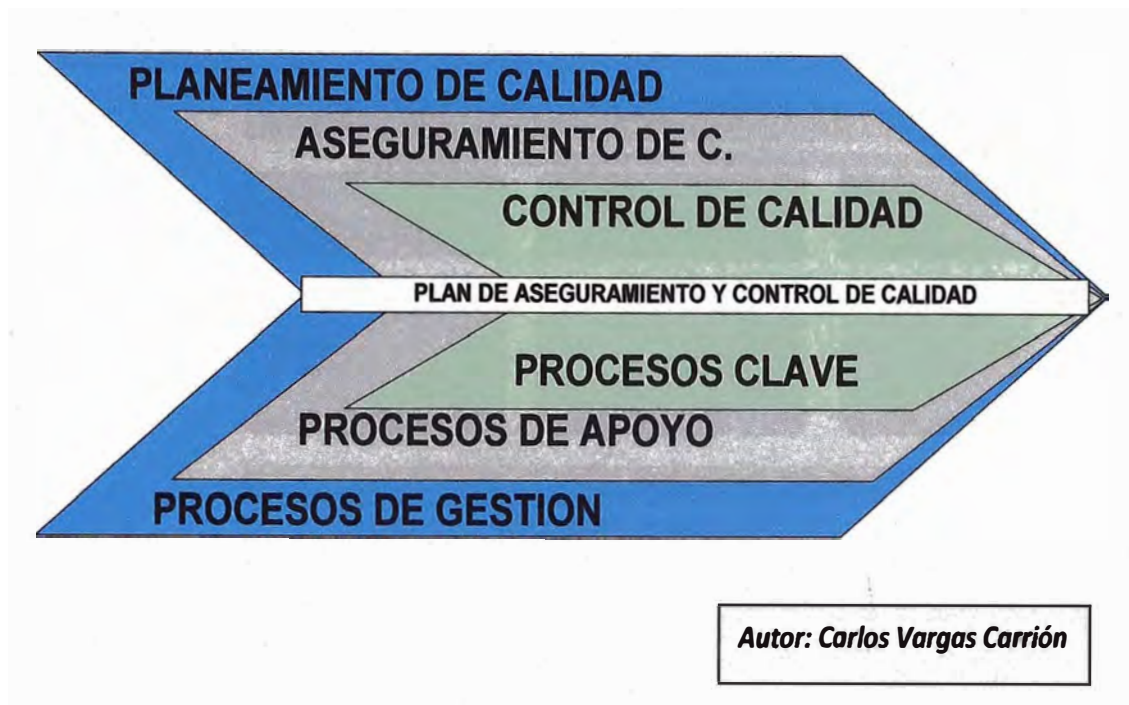 PLANEAMIENTO DE CALIDAD
ASEGURAMIENTO DE C.
CONTROL DE CALIDAD
PLAN DE ASEGURAMIENTO Y CONTROL DE CALIDAD
PROCESOS CLAVE
PROCESOS DE APOYO
PROCESOS DE GESTION
Autor: Carlos Vargas Carrión